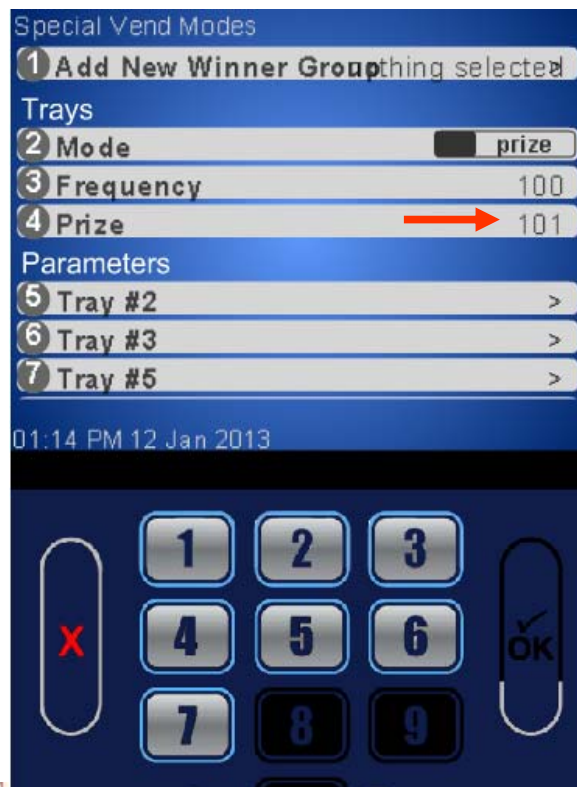 Special Vend Modes
1 Add New Winner Group thing selected >
Trays
2 Mode prize
3 Frequency 100
4 Prize 101
Parameters
5 Tray #2 >
6 Tray #3 >
7 Tray #5 >
01:14 PM 12 Jan 2013
1 2 3
X 4 5 6 OK
7 8 9